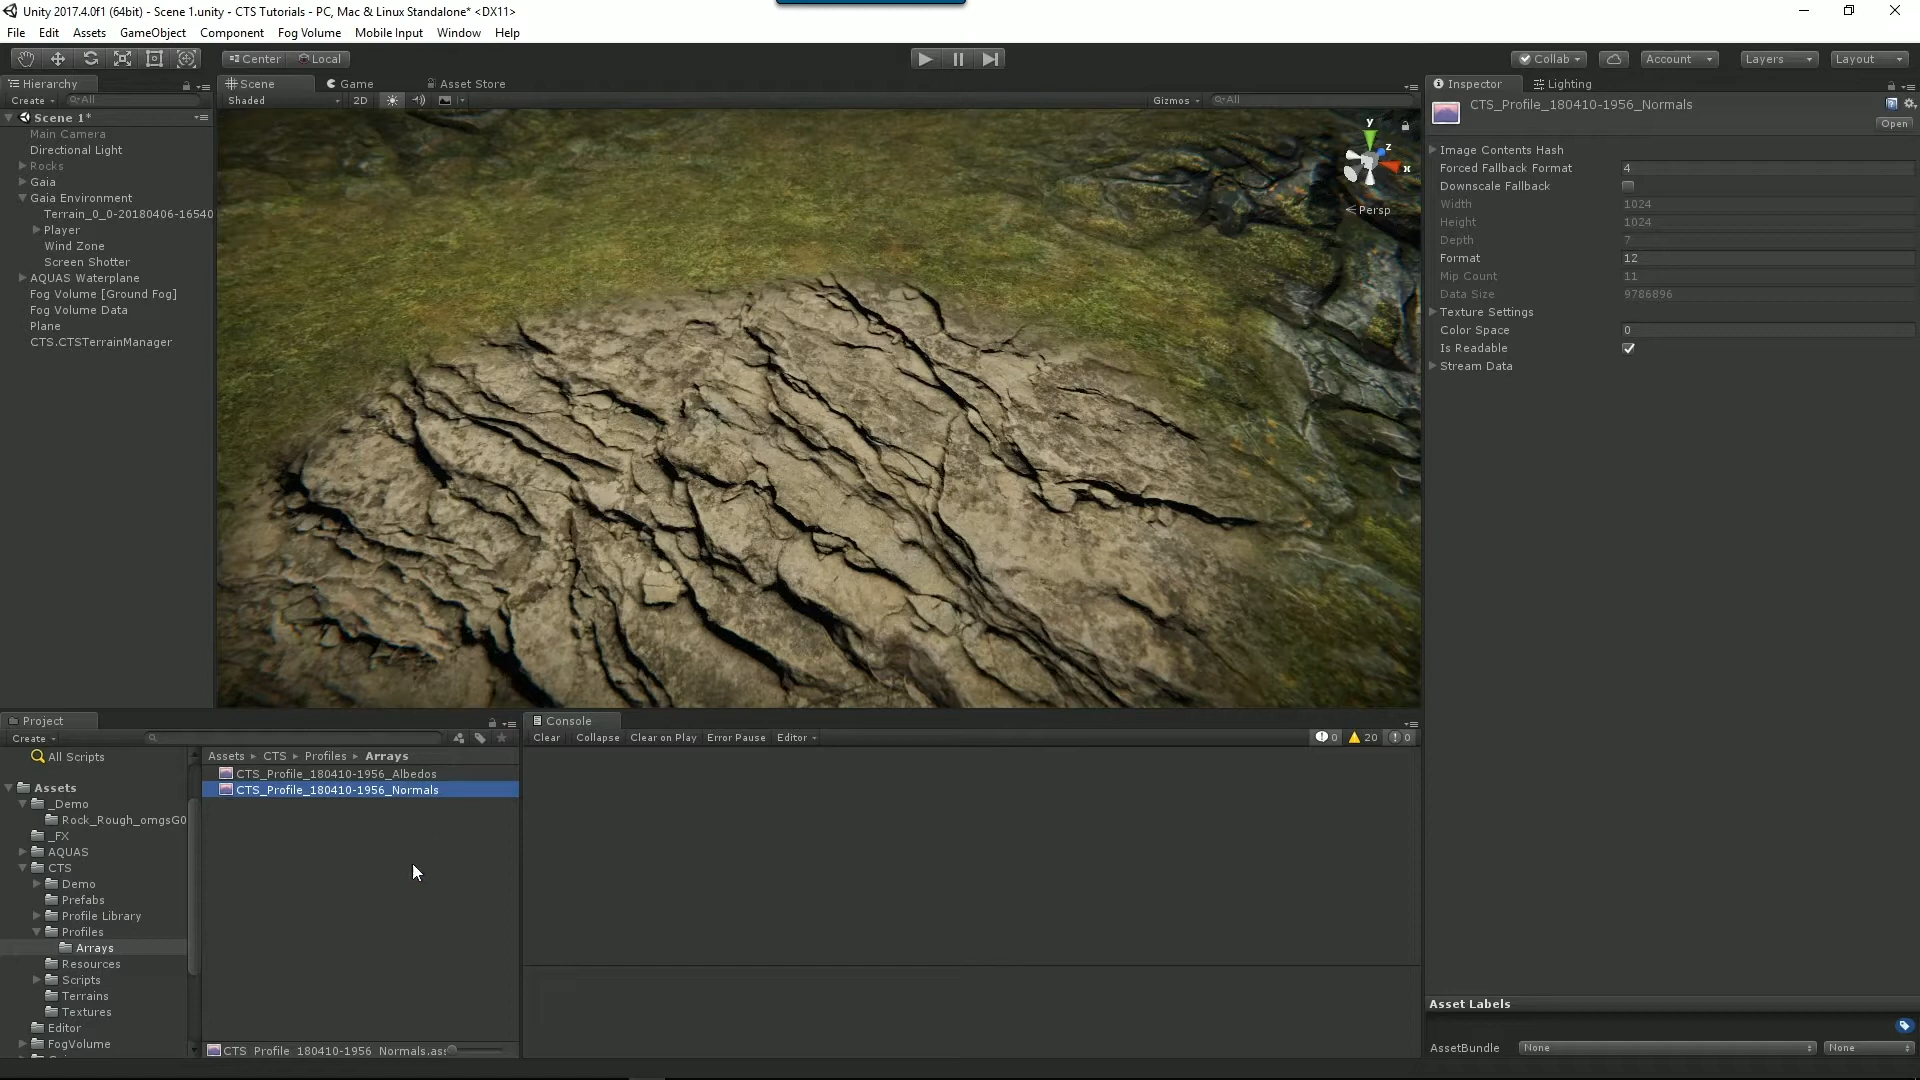 Unity 2017.4.0f1 (64bit) - Scene 1.unity - CTS Tutorials - PC, Mac & Linux Standalone* <DX11>
File Edit Assets GameObject Component Fog Volume Mobile Input Window Help
Center Local
Collab Account Layers Layout
Hierarchy
Create All
Scene 1*
Main Camera
Directional Light
Rocks
Gaia
Gaia Environment
Terrain_0_0-20180406-16540
Player
Wind Zone
Screen Shotter
AQUAS Waterplane
Fog Volume [Ground Fog]
Fog Volume Data
Plane
CTS.CTSTerrainManager
Scene Game Asset Store
Shaded 2D Gizmos All
y
z
x
Persp
Inspector Lighting
CTS_Profile_180410-1956_Normals
Open
Image Contents Hash
Forced Fallback Format 4
Downscale Fallback
Width 1024
Height 1024
Depth 7
Format 12
Mip Count 11
Data Size 9786896
Texture Settings
Color Space 0
Is Readable
Stream Data
Project
Create
All Scripts
Assets
_Demo
Rock_Rough_omgsG0
_FX
AQUAS
CTS
Demo
Prefabs
Profile Library
Profiles
Arrays
Resources
Scripts
Terrains
Textures
Editor
FogVolume
Assets CTS Profiles Arrays
CTS_Profile_180410-1956_Albedos
CTS_Profile_180410-1956_Normals
CTS_Profile_180410-1956_Normals.as
Console
Clear Collapse Clear on Play Error Pause Editor 0 20 0
Asset Labels
AssetBundle None None